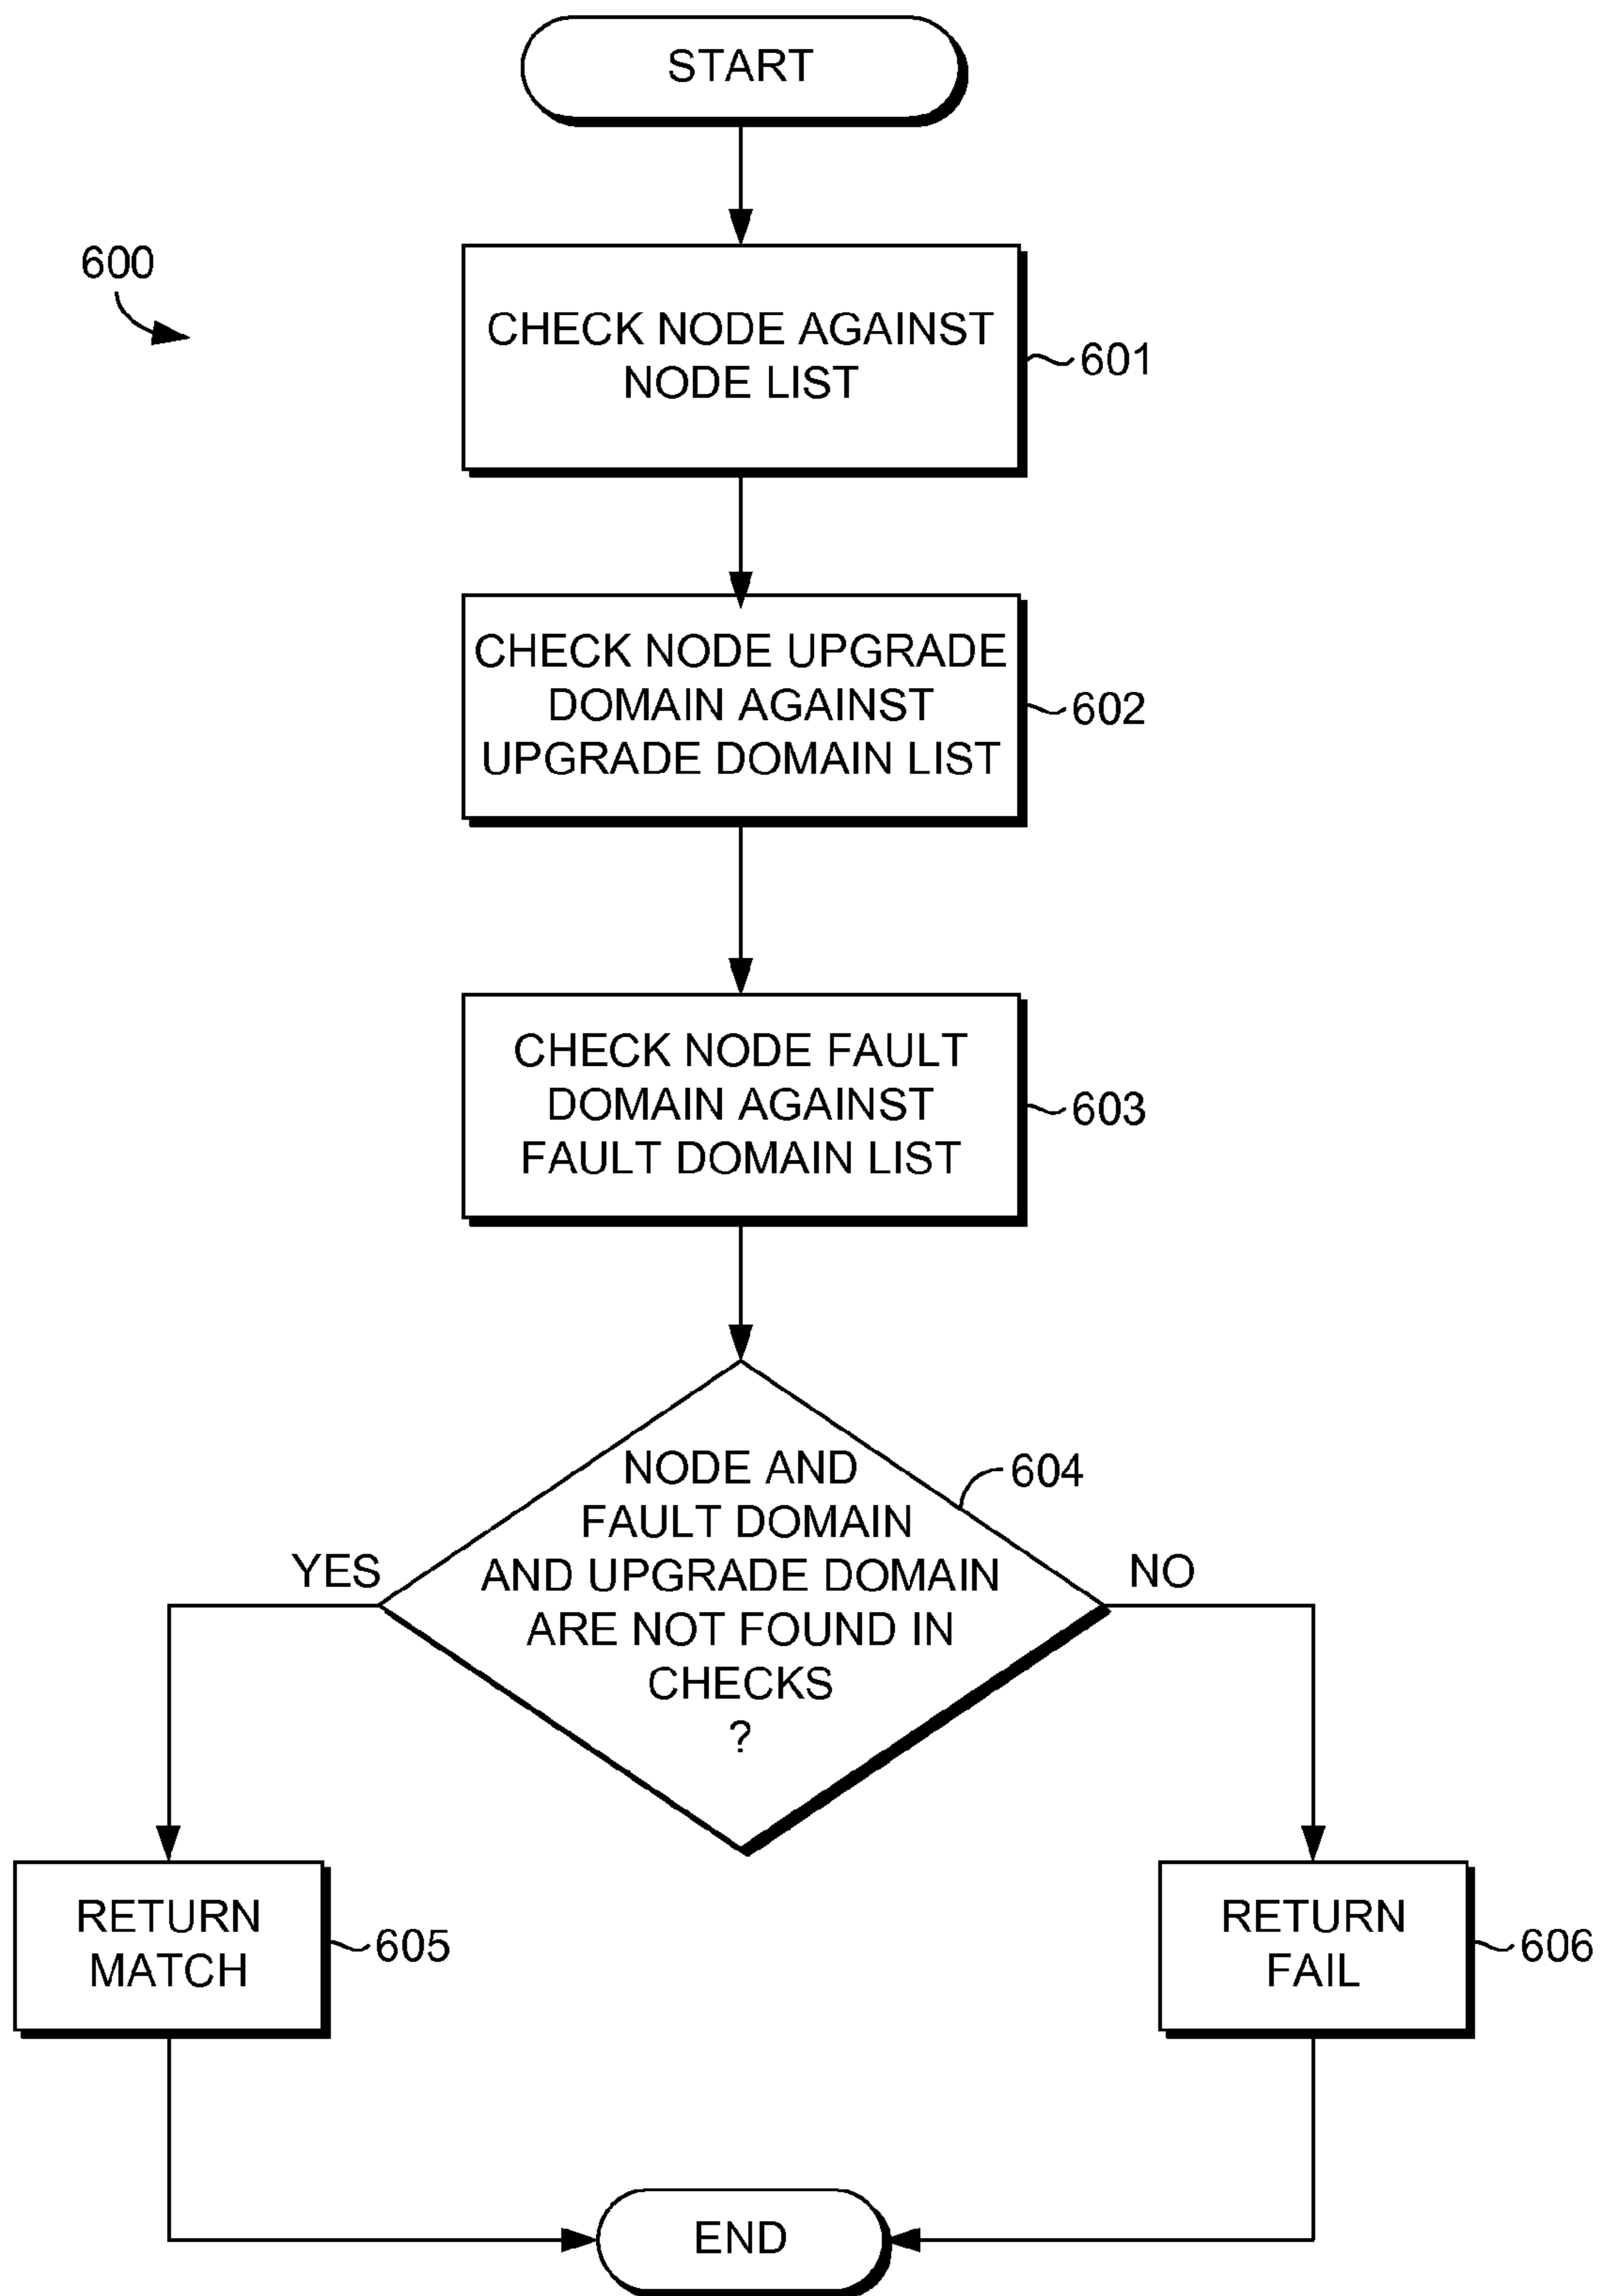 START
600
CHECK NODE AGAINST
NODE LIST
601
CHECK NODE UPGRADE
DOMAIN AGAINST
UPGRADE DOMAIN LIST
602
CHECK NODE FAULT
DOMAIN AGAINST
FAULT DOMAIN LIST
603
NODE AND
FAULT DOMAIN
AND UPGRADE DOMAIN
ARE NOT FOUND IN
CHECKS
?
604
YES
NO
RETURN
MATCH
605
RETURN
FAIL
606
END